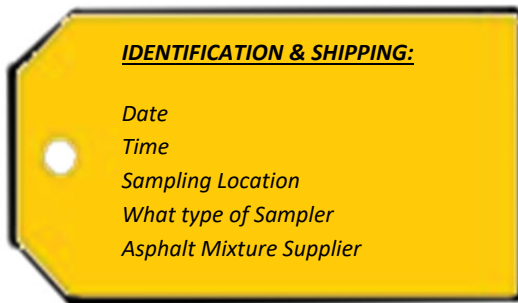 IDENTIFICATION & SHIPPING:
Date
Time
Sampling Location
What type of Sampler
Asphalt Mixture Supplier